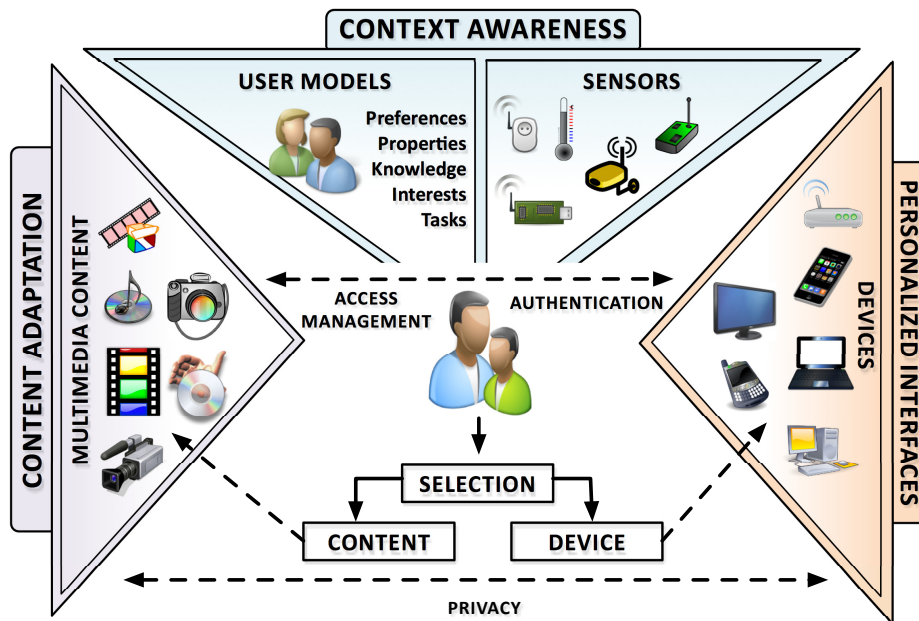 CONTEXT AWARENESS
USER MODELS
Preferences
Properties
Knowledge
Interests
Tasks
SENSORS
CONTENT ADAPTATION
MULTIMEDIA CONTENT
ACCESS
MANAGEMENT
AUTHENTICATION
DEVICES
PERSONALIZED INTERFACES
SELECTION
CONTENT
DEVICE
PRIVACY